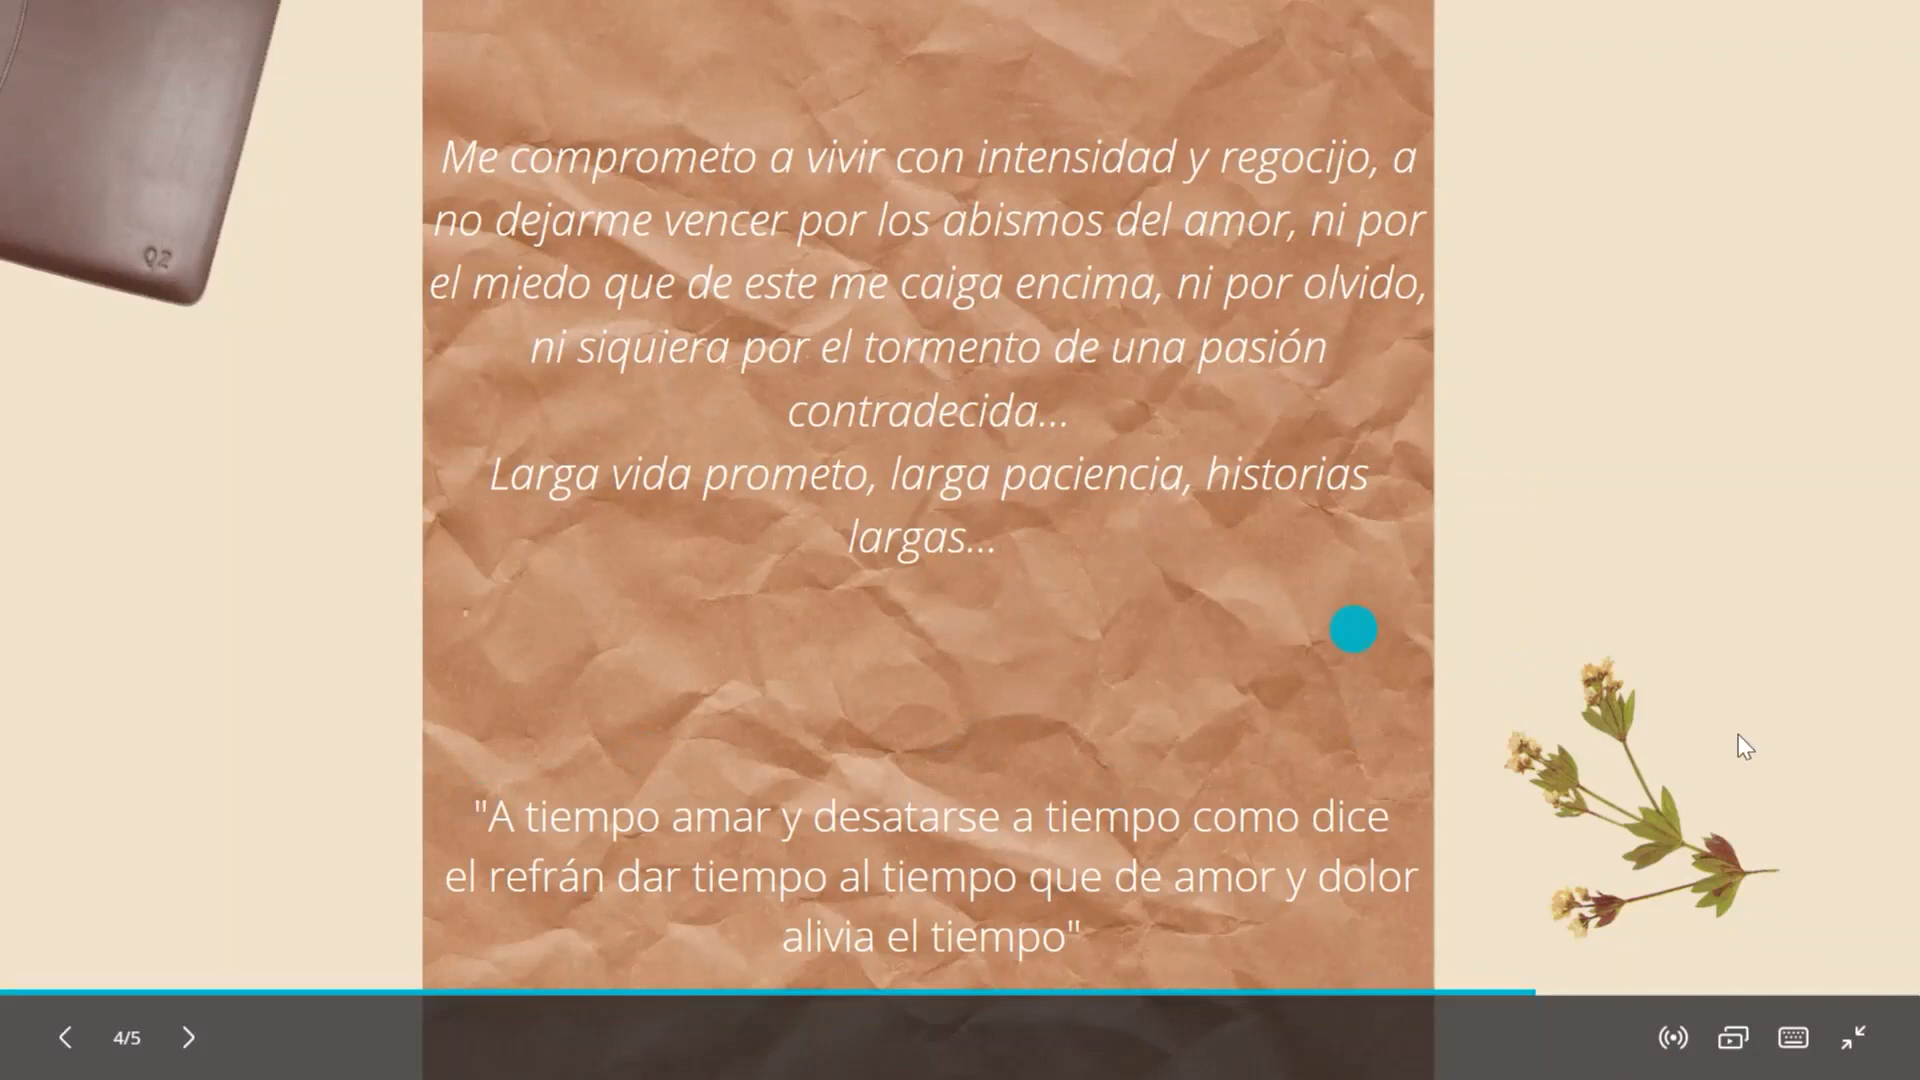 Me comprometo a vivir con intensidad y regocijo, a
no dejarme vencer por los abismos del amor, ni por
el miedo que de este me caiga encima, ni por olvido,
ni siquiera por el tormento de una pasión
contradecida...
Larga vida prometo, larga paciencia, historias
largas...
"A tiempo amar y desatarse a tiempo como dice
el refrán dar tiempo al tiempo que de amor y dolor
alivia el tiempo"
4/5